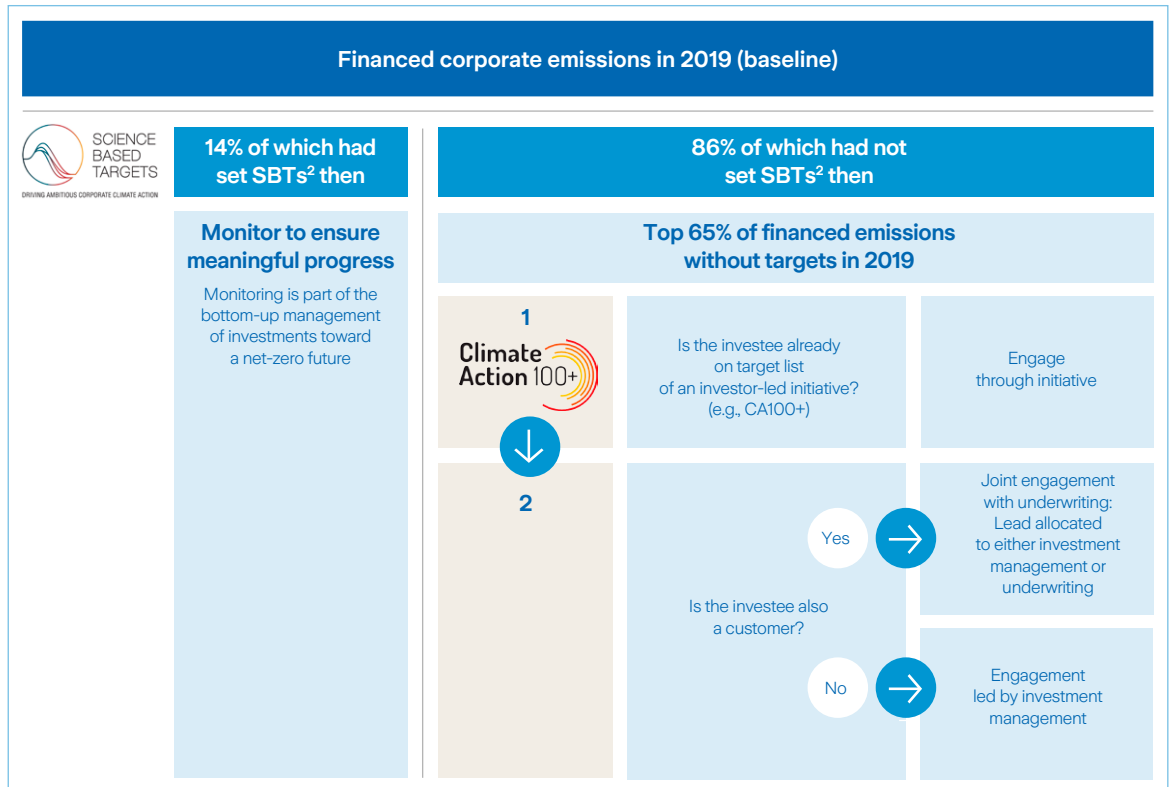 Financed corporate emissions in 2019 (baseline)
SCIENCE
BASED
TARGETS
DRIVING AMBITIOUS CORPORATE CLIMATE ACTION
14% of which had
set SBTs² then
86% of which had not
set SBTs² then
Monitor to ensure
meaningful progress
Monitoring is part of the
bottom-up management
of investments toward
a net-zero future
Top 65% of financed emissions
without targets in 2019
1
Climate
Action 100+
Is the investee already
on target list
of an investor-led initiative?
(e.g., CA100+)
Engage
through initiative
2
Is the investee also
a customer?
Yes
Joint engagement
with underwriting:
Lead allocated
to either investment
management or
underwriting
No
Engagement
led by investment
management